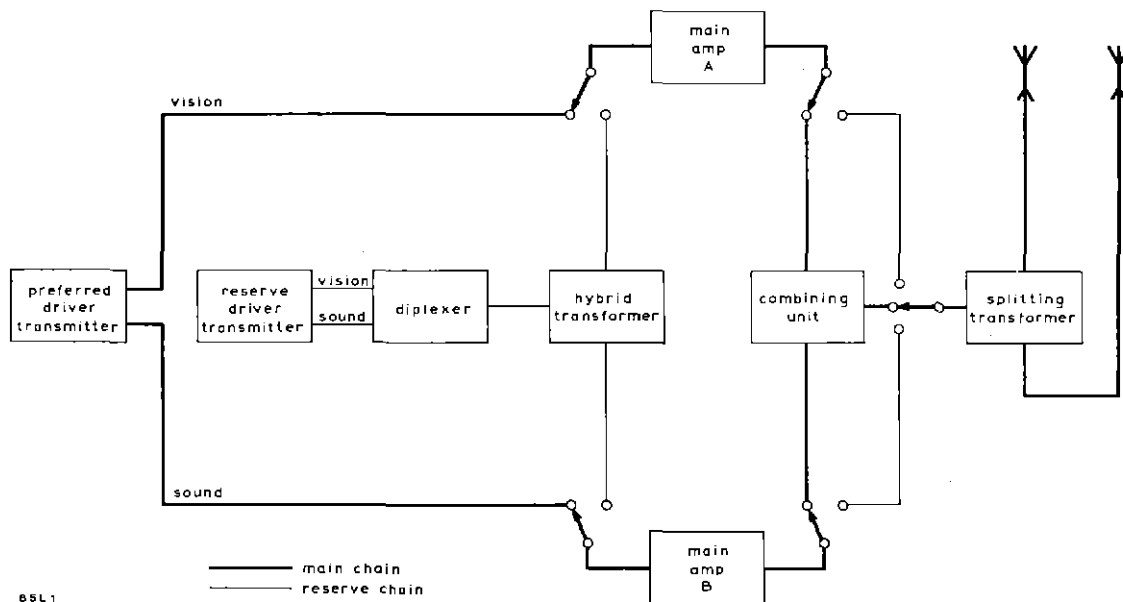 main
amp
A
vision
preferred
driver
transmitter
reserve
driver
transmitter
vision
sound
diplexer
hybrid
transformer
combining
unit
splitting
transformer
sound
main
amp
B
main chain
reserve chain
BSL1